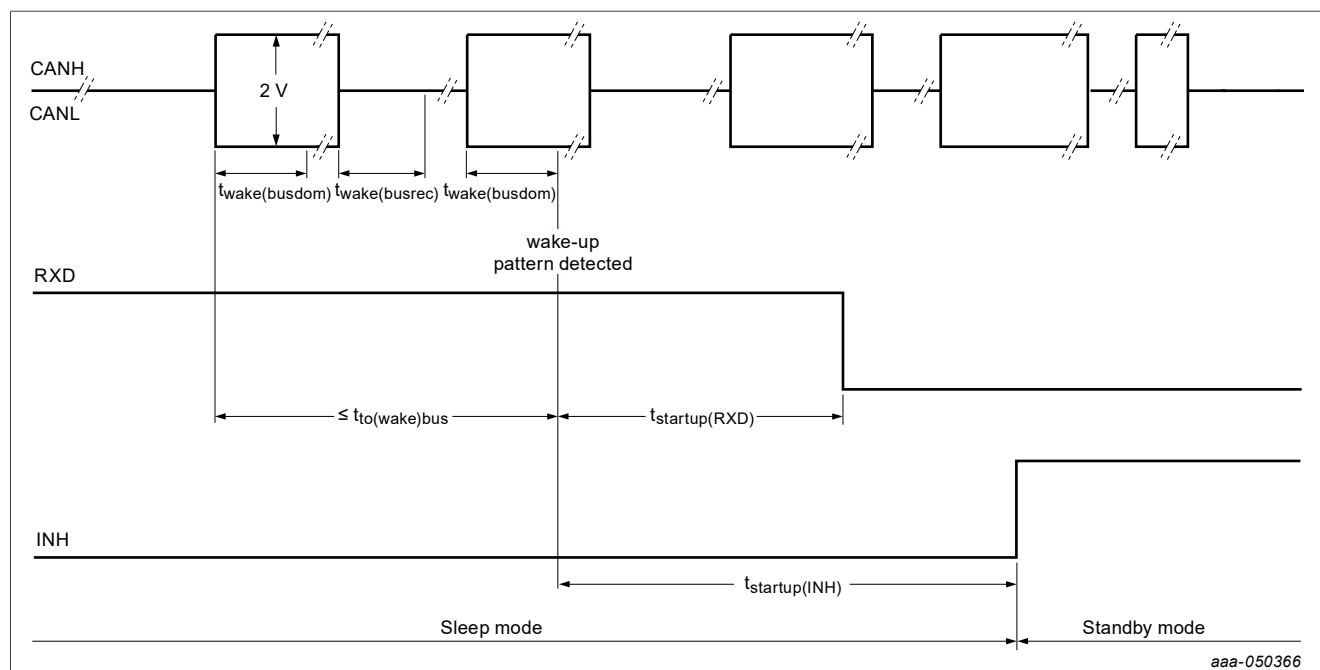 CANH
CANL
2 V
twake(busdom) twake(busrec) twake(busdom)
wake-up
pattern detected
RXD
≤ tto(wake)bus
tstartup(RXD)
INH
tstartup(INH)
Sleep mode
Standby mode
aaa-050366